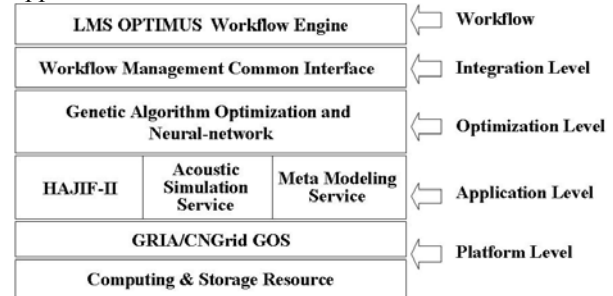 LMS OPTIMUS Workflow Engine
Workflow
Workflow Management Common Interface
Integration Level
Genetic Algorithm Optimization and
Neural-network
Optimization Level
HAJIF-II
Acoustic
Simulation
Service
Meta Modeling
Service
Application Level
GRIA/CNGrid GOS
Platform Level
Computing & Storage Resource